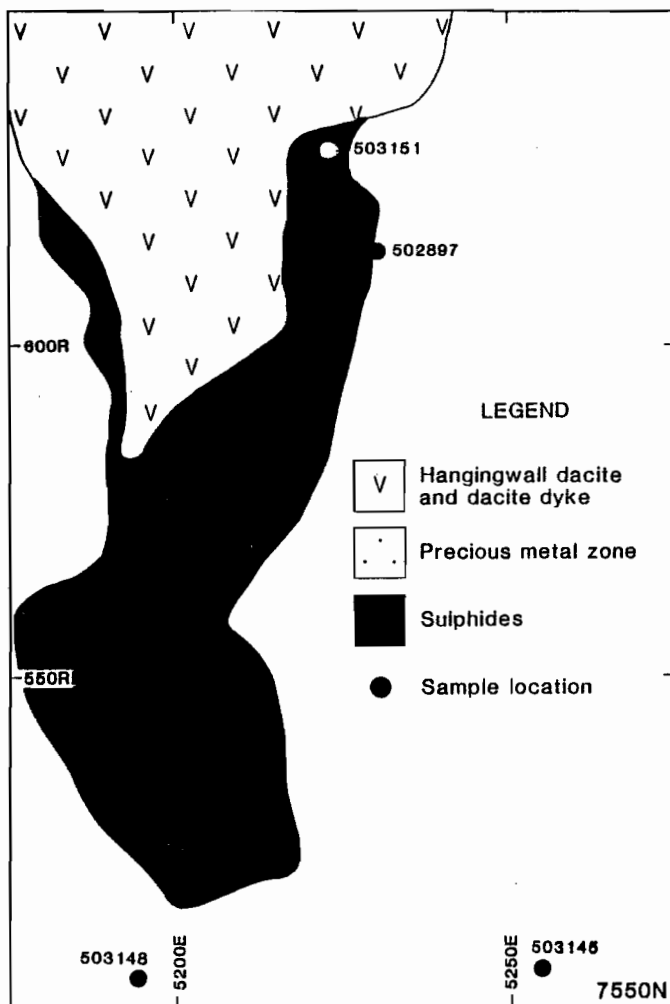 V V V V V V
V V V V V
V V V V V
V V V V
503151
V V V
V V V
502897
V V V
V V
600R
V
LEGEND
V
V Hangingwall dacite
and dacite dyke
Precious metal zone
Sulphides
550R
Sample location
503148
5200E
5250E
7550N